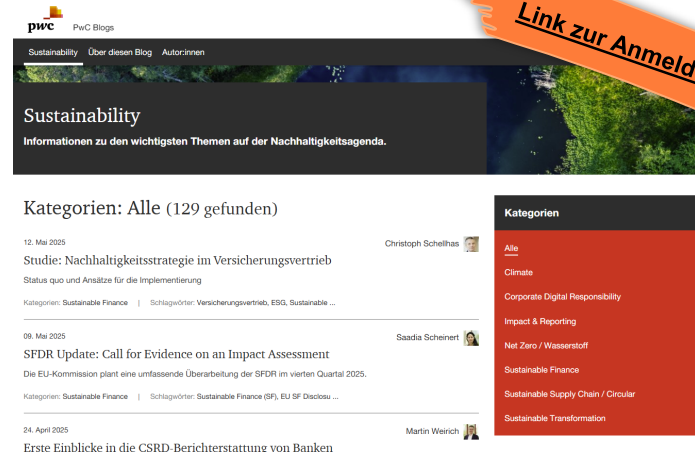 pwc PwC Blogs
Link zur Anmeld
Sustainability Über diesen Blog Autor:innen
Sustainability
Informationen zu den wichtigsten Themen auf der Nachhaltigkeitsagenda.
Kategorien: Alle (129 gefunden)
12. Mai 2025
Christoph Schellhas
Studie: Nachhaltigkeitsstrategie im Versicherungsvertrieb
Status quo und Ansätze für die Implementierung
Kategorien: Sustainable Finance | Schlagwörter: Versicherungsvertrieb, ESG, Sustainable ...
09. Mai 2025
Saadia Scheinert
SFDR Update: Call for Evidence on an Impact Assessment
Die EU-Kommission plant eine umfassende Überarbeitung der SFDR im vierten Quartal 2025.
Kategorien: Sustainable Finance | Schlagwörter: Sustainable Finance (SF), EU SF Disclosu ...
24. April 2025
Martin Weirich
Erste Einblicke in die CSRD-Berichterstattung von Banken
Kategorien
Alle
Climate
Corporate Digital Responsibility
Impact & Reporting
Net Zero / Wasserstoff
Sustainable Finance
Sustainable Supply Chain / Circular
Sustainable Transformation